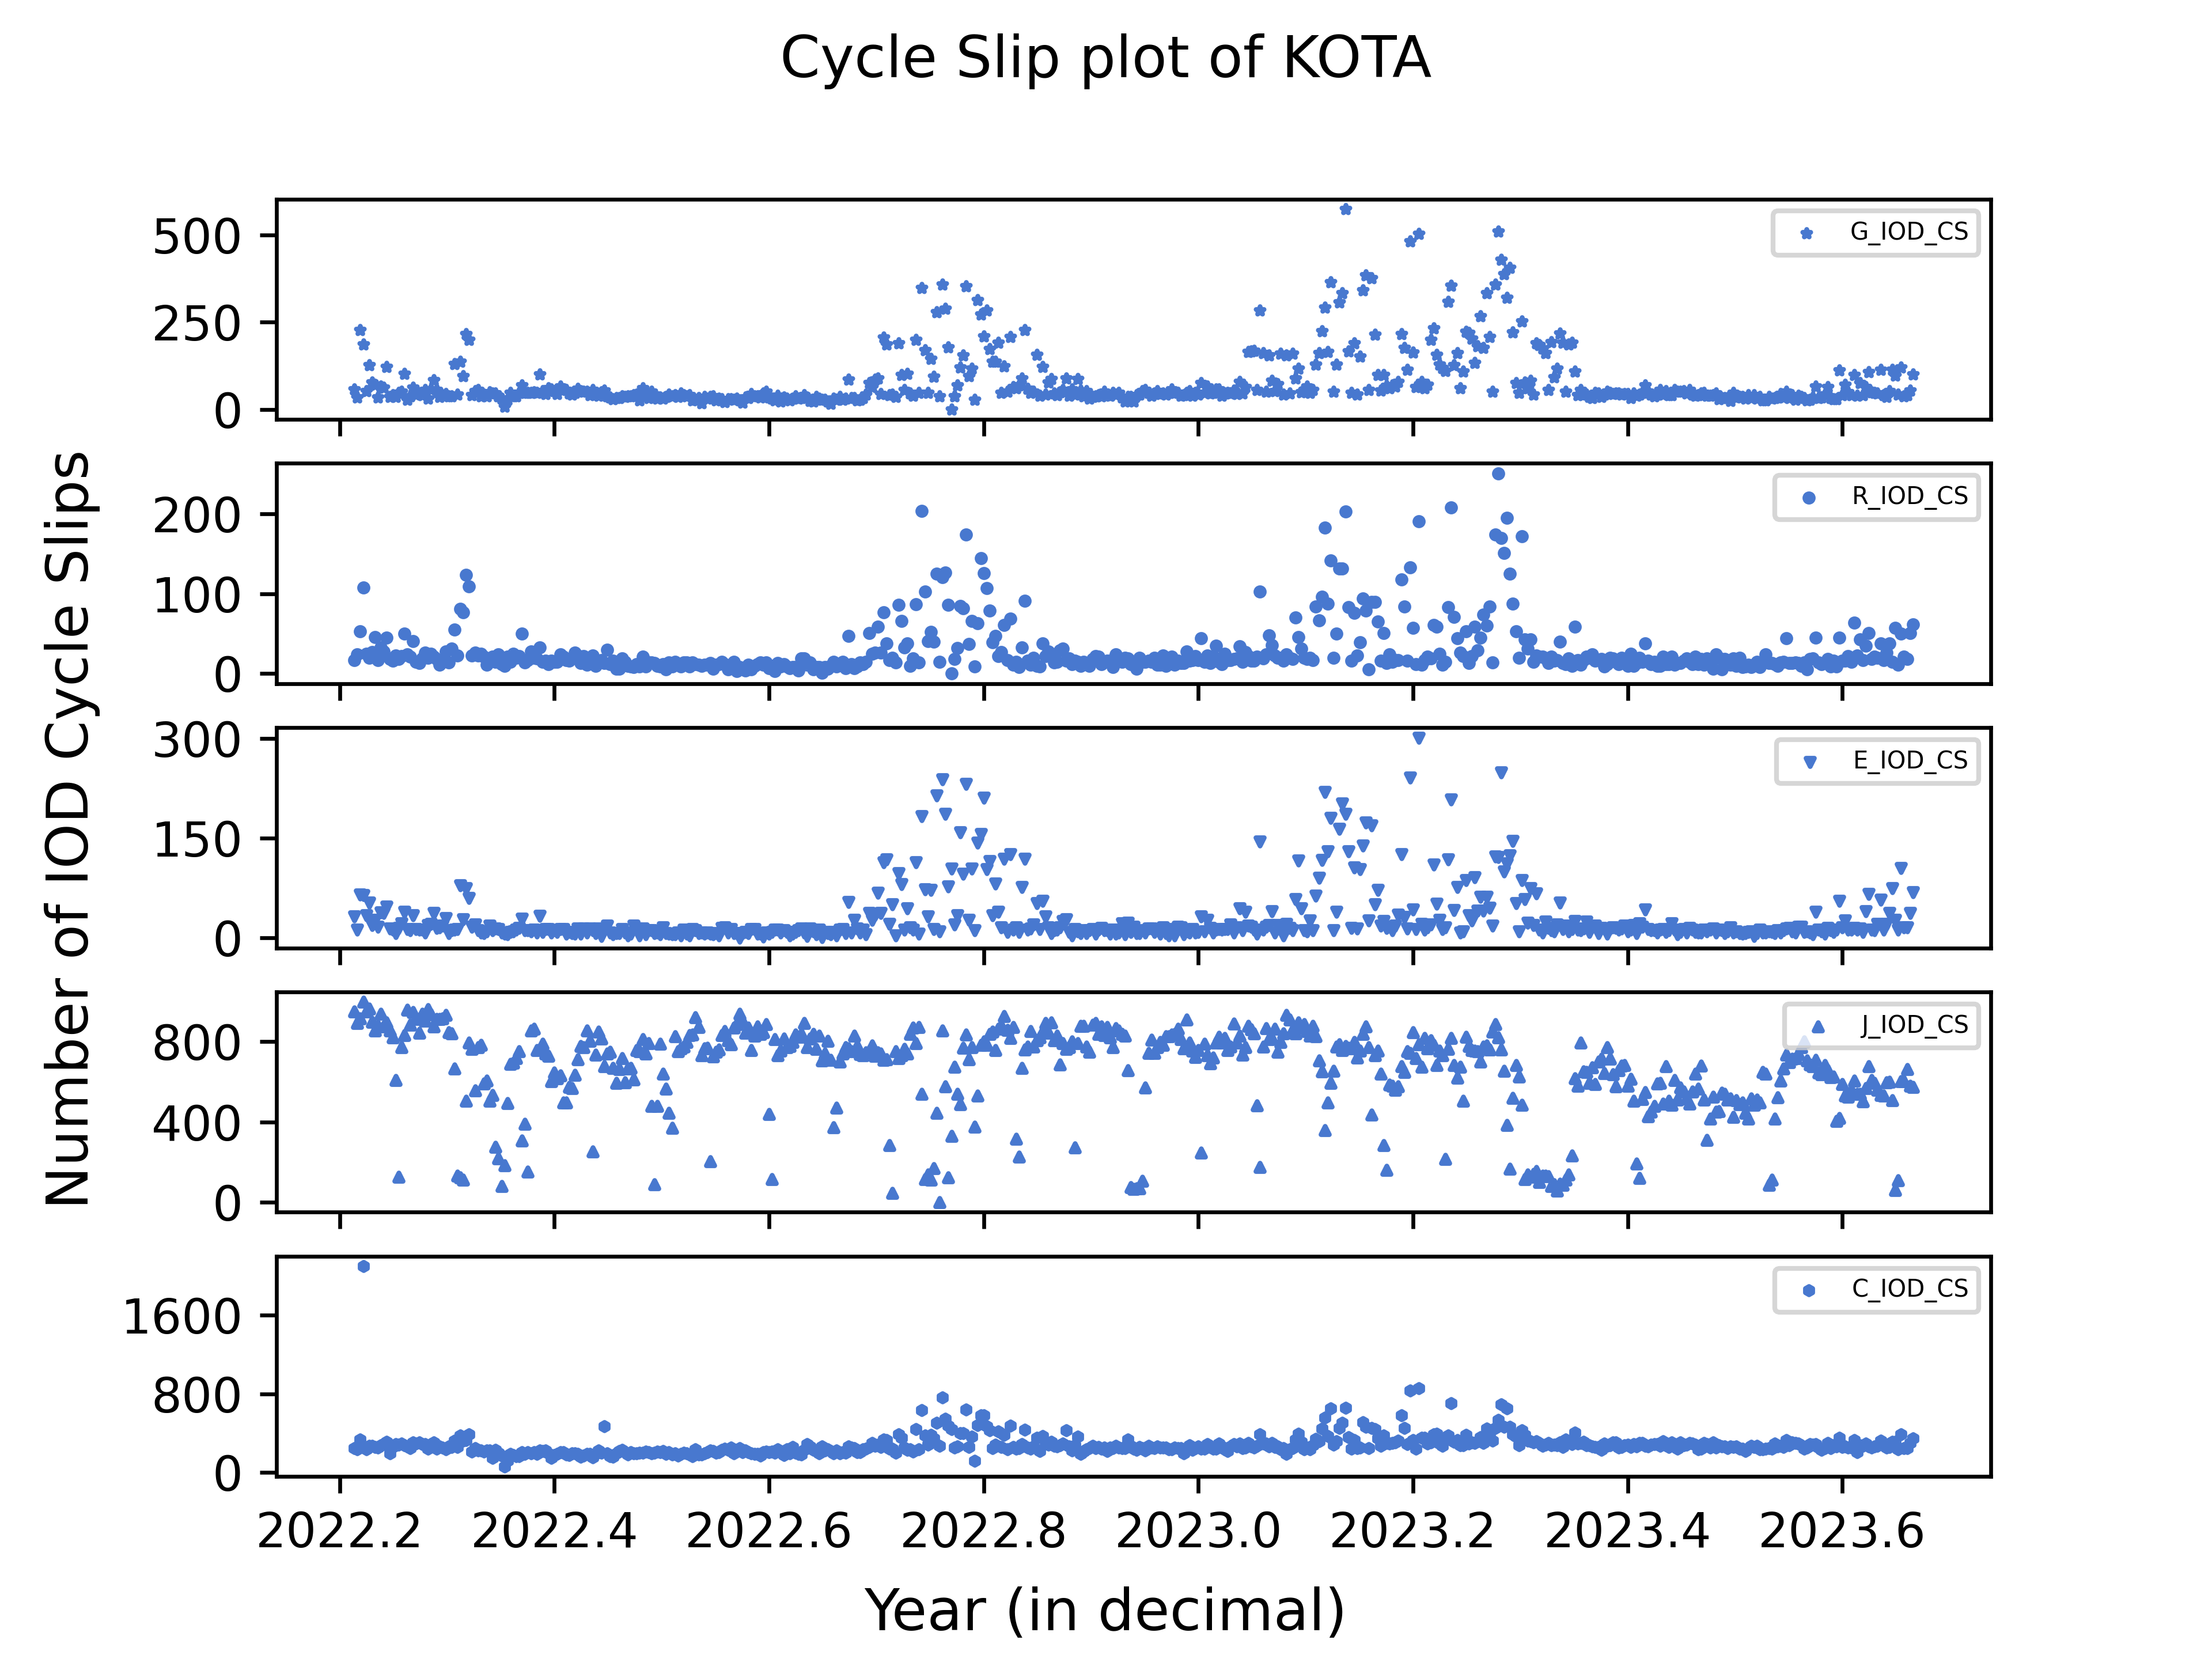 Cycle Slip plot of KOTA
Number of IOD Cycle Slips
500
250
0
G_IOD_CS
200
100
0
R_IOD_CS
300
150
0
E_IOD_CS
800
400
0
J_IOD_CS
1600
800
0
C_IOD_CS
2022.2 2022.4 2022.6 2022.8 2023.0 2023.2 2023.4 2023.6
Year (in decimal)